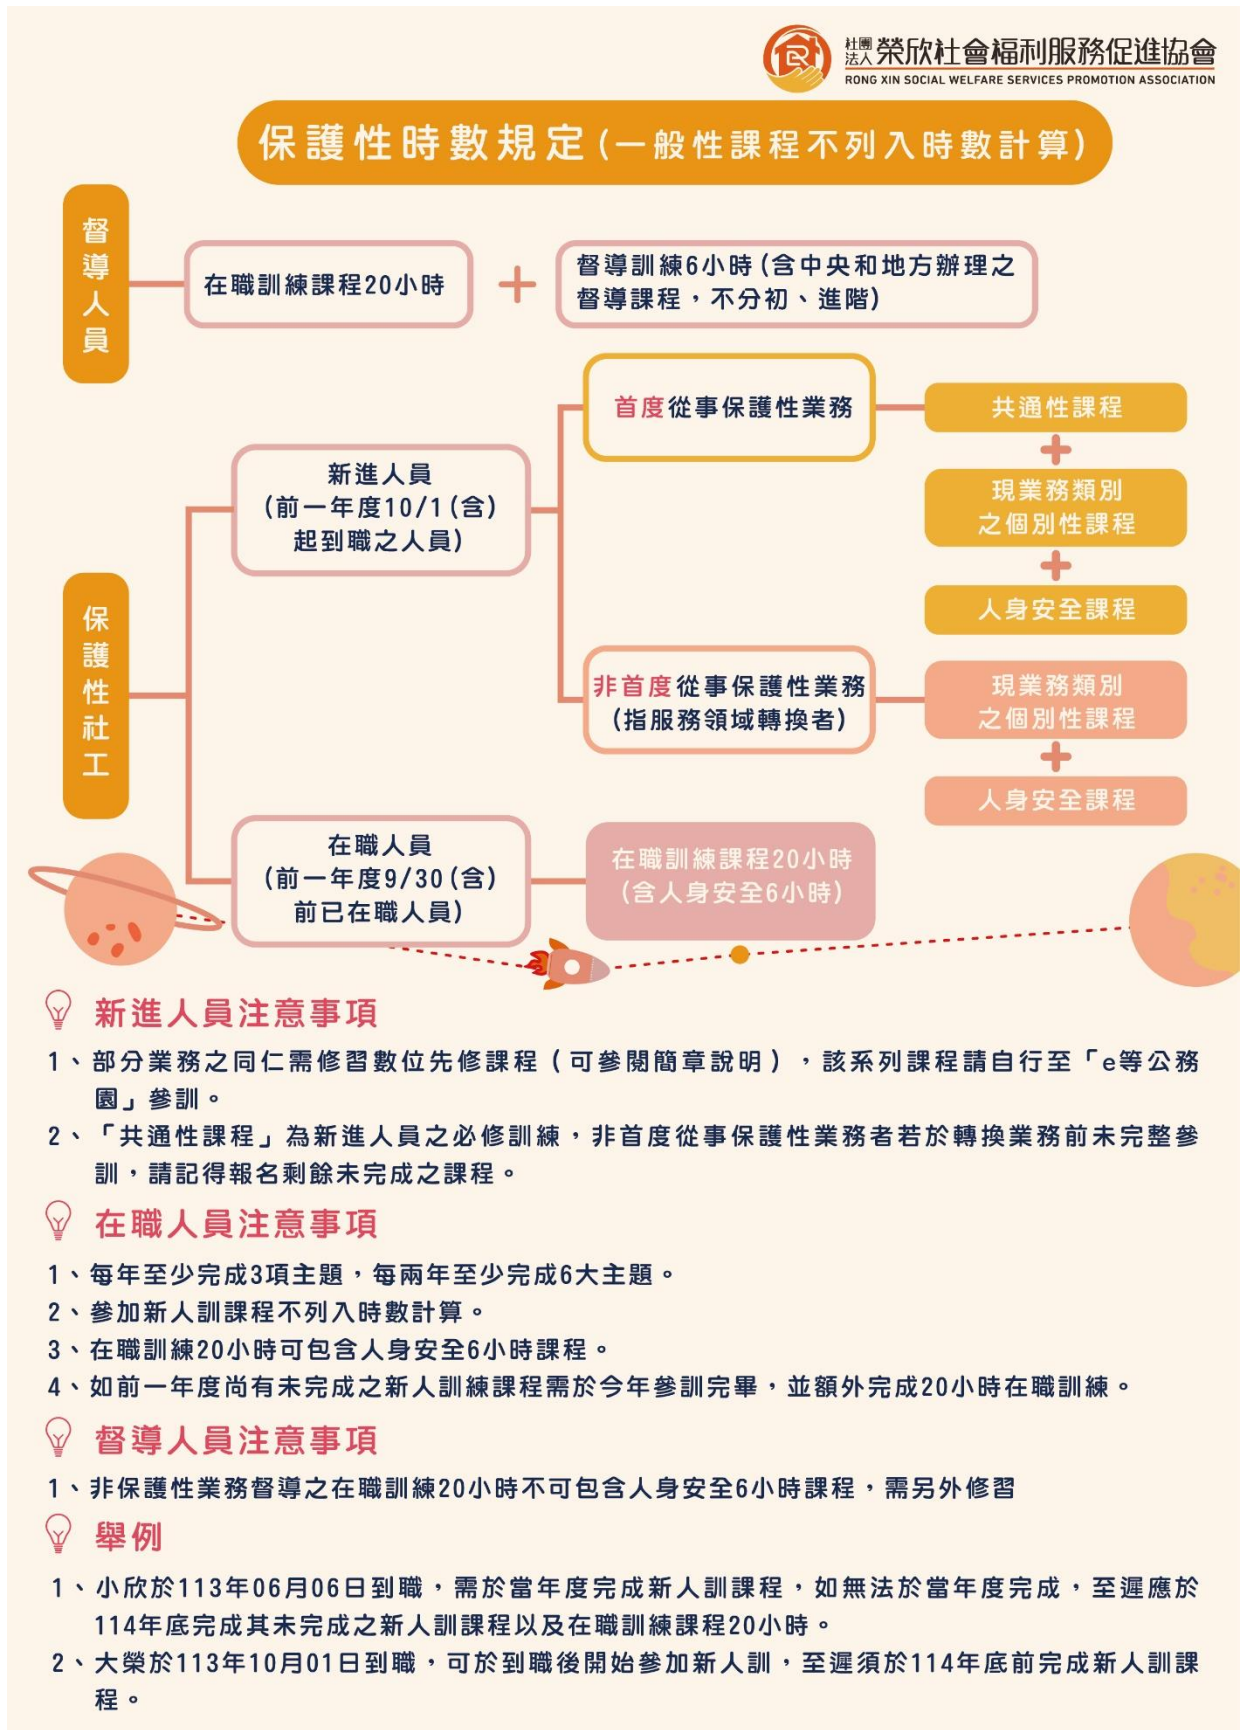 社團法人 榮欣社會福利服務促進協會
RONG XIN SOCIAL WELFARE SERVICES PROMOTION ASSOCIATION
保護性時數規定(一般性課程不列入時數計算)
督導人員
在職訓練課程20小時
+
督導訓練6小時(含中央和地方辦理之
督導課程，不分初、進階)
保護性社工
新進人員
(前一年度10/1(含)
起到職之人員)
首度從事保護性業務
共通性課程
+
現業務類別
之個別性課程
+
人身安全課程
非首度從事保護性業務
(指服務領域轉換者)
現業務類別
之個別性課程
+
人身安全課程
在職人員
(前一年度9/30(含)
前已在職人員)
在職訓練課程20小時
(含人身安全6小時)
新進人員注意事項
1、部分業務之同仁需修習數位先修課程（可參閱簡章說明），該系列課程請自行至「e等公務
園」參訓。
2、「共通性課程」為新進人員之必修訓練，非首度從事保護性業務者若於轉換業務前未完整參
訓，請記得報名剩餘未完成之課程。
在職人員注意事項
1、每年至少完成3項主題，每兩年至少完成6大主題。
2、參加新人訓課程不列入時數計算。
3、在職訓練20小時可包含人身安全6小時課程。
4、如前一年度尚有未完成之新人訓練課程需於今年參訓完畢，並額外完成20小時在職訓練。
督導人員注意事項
1、非保護性業務督導之在職訓練20小時不可包含人身安全6小時課程，需另外修習
舉例
1、小欣於113年06月06日到職，需於當年度完成新人訓課程，如無法於當年度完成，至遲應於
114年底完成其未完成之新人訓課程以及在職訓練課程20小時。
2、大榮於113年10月01日到職，可於到職後開始參加新人訓，至遲須於114年底前完成新人訓課
程。